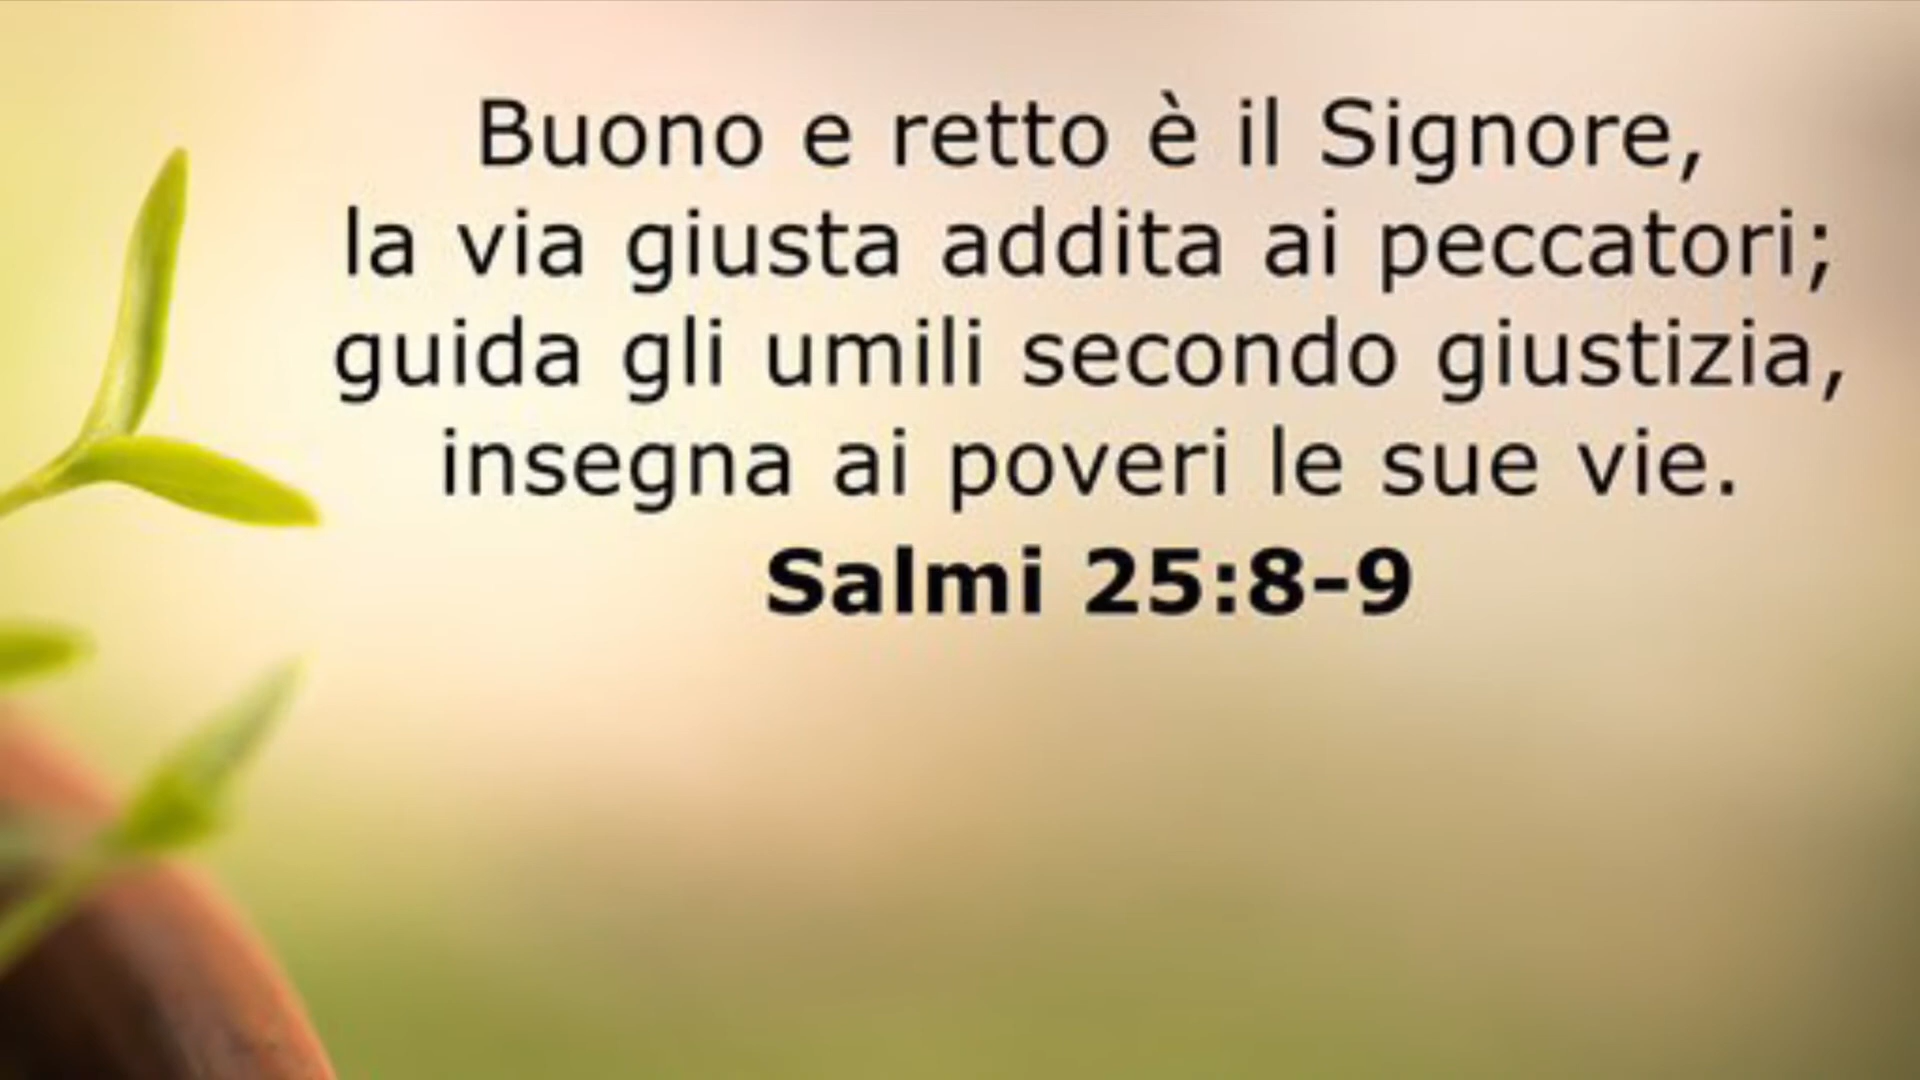 Buono e retto è il Signore,
la via giusta addita ai peccatori;
guida gli umili secondo giustizia,
insegna ai poveri le sue vie.
Salmi 25:8-9